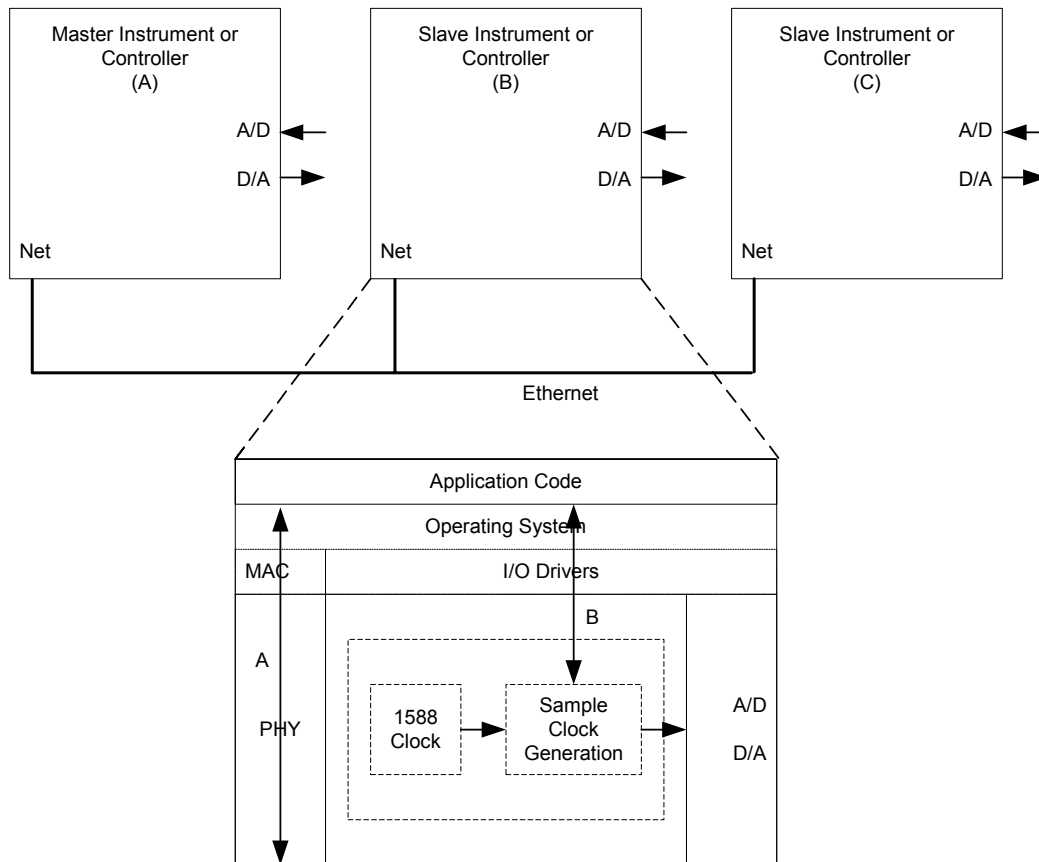 Master Instrument or
Controller
(A)
A/D
D/A
Net
Slave Instrument or
Controller
(B)
A/D
D/A
Net
Slave Instrument or
Controller
(C)
A/D
D/A
Net
Ethernet
Application Code
Operating System
MAC
I/O Drivers
A
PHY
B
1588
Clock
Sample
Clock
Generation
A/D
D/A